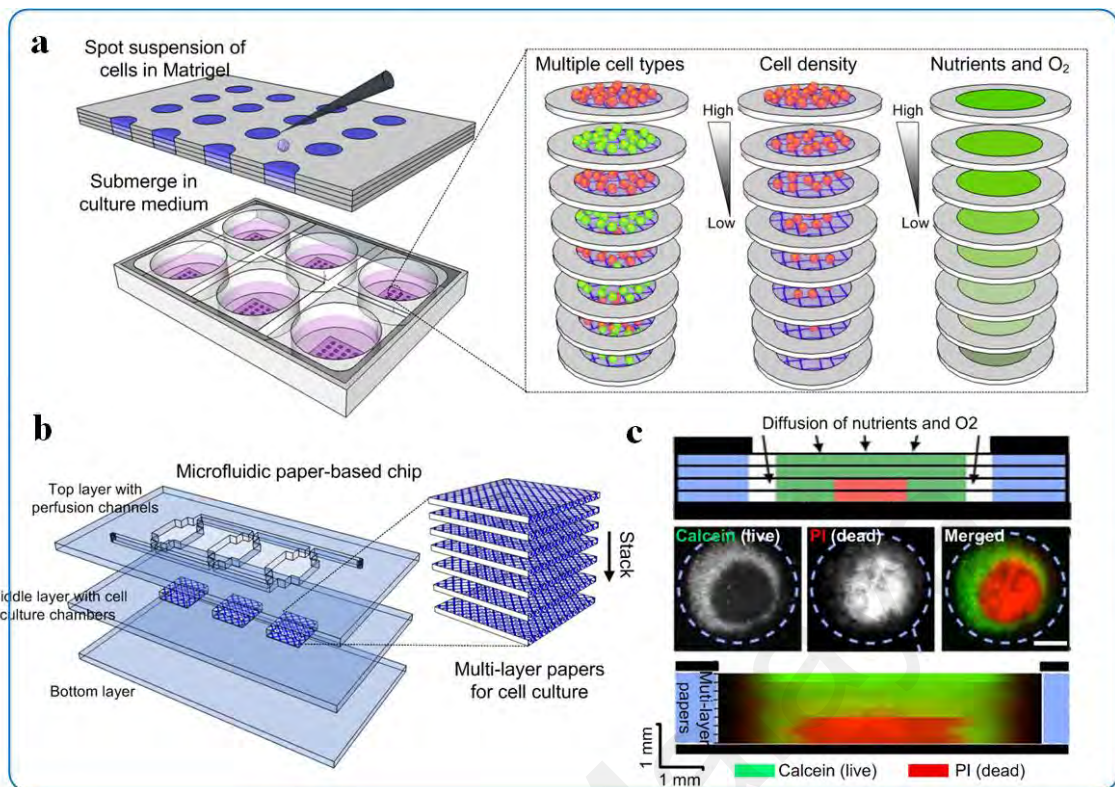 a
Spot suspension of
cells in Matrigel
Submerge in
culture medium
Multiple cell types
Cell density
Nutrients and O₂
High
Low
High
Low
b
Microfluidic paper-based chip
Top layer with
perfusion channels
iddle layer with cell
culture chambers
Bottom layer
Stack
Multi-layer papers
for cell culture
c
Diffusion of nutrients and O2
Calcein (live)
PI (dead)
Merged
Muti-layer
papers
1 mm
1 mm
Calcein (live)
PI (dead)